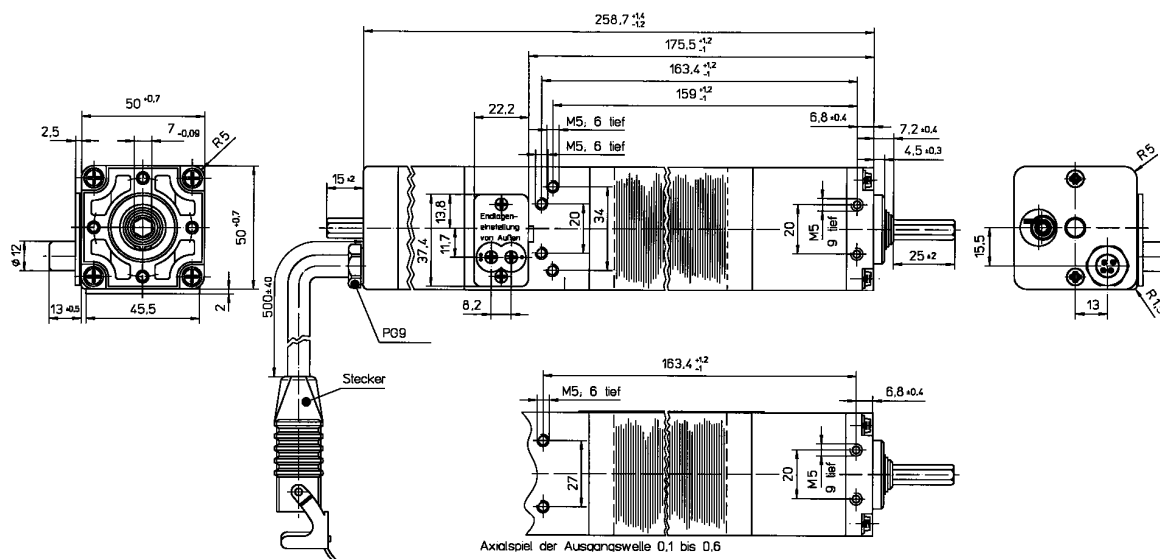 258,7 +1,4 -1,2
175,5 +1,2 -1
163,4 +1,2 -1
159 +1,2 -1
50 +0,7
7 -0,09
R5
2,5
22,2
M5; 6 tief
M5, 6 tief
6,8 ±0,4
7,2 ±0,4
4,5 ±0,3
R5
15 ±2
50 +0,7
13,8
37,4
11,7
Endlagen-
einstellung
von Außen
20
34
20
M5
9 tief
25 ±2
15,5
ø12
13 ±0,5
45,5
2
500 ±40
8,2
PG9
13
Stecker
163,4 +1,2 -1
M5, 6 tief
6,8 ±0,4
27
20
M5
9 tief
Axialspiel der Ausgangswelle 0,1 bis 0,6